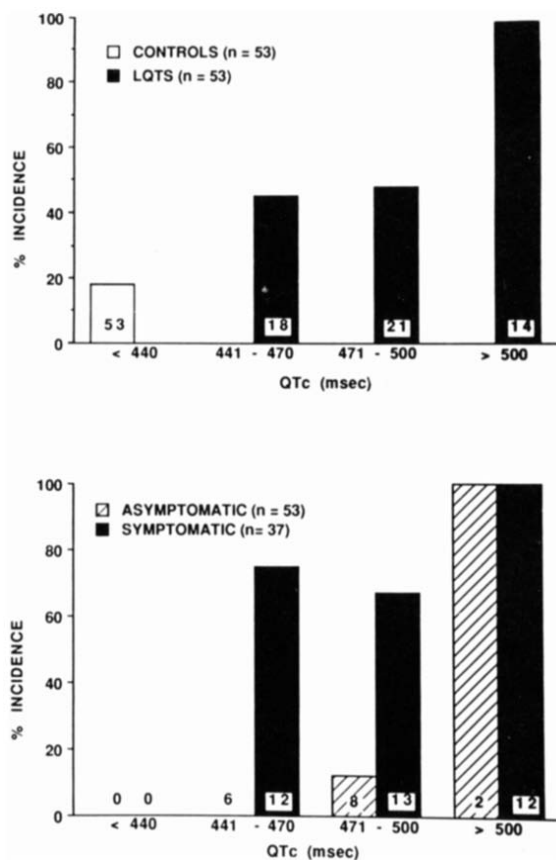 100
CONTROLS (n = 53)
LQTS (n = 53)
80
60
40
20
0
% INCIDENCE
53 18 21 14
< 440 441 - 470 471 - 500 > 500
QTc (msec)
100
ASYMPTOMATIC (n = 53)
SYMPTOMATIC (n= 37)
80
60
40
20
0
% INCIDENCE
0 0 6 12 8 13 2 12
< 440 441 - 470 471 - 500 > 500
QTc (msec)